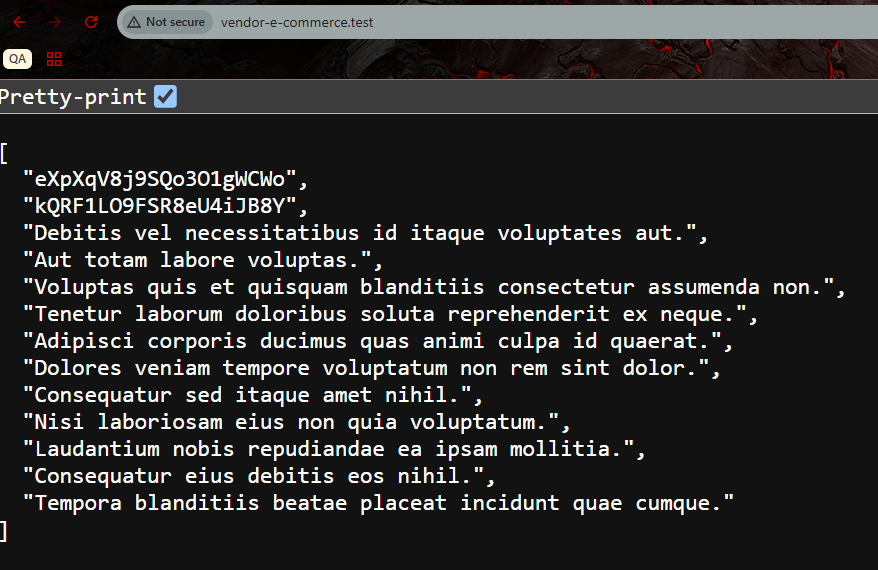 Not secure vendor-e-commerce.test
QA
Pretty-print
[
"eXpXqV8j9SQo3O1gWCWo",
"kQRF1LO9FSR8eU4iJB8Y",
"Debitis vel necessitatibus id itaque voluptates aut.",
"Aut totam labore voluptas.",
"Voluptas quis et quisquam blanditiis consectetur assumenda non.",
"Tenetur laborum doloribus soluta reprehenderit ex neque.",
"Adipisci corporis ducimus quas animi culpa id quaerat.",
"Dolores veniam tempore voluptatum non rem sint dolor.",
"Consequatur sed itaque amet nihil.",
"Nisi laboriosam eius non quia voluptatum.",
"Laudantium nobis repudiandae ea ipsam mollitia.",
"Consequatur eius debitis eos nihil.",
"Tempora blanditiis beatae placeat incidunt quae cumque."
]